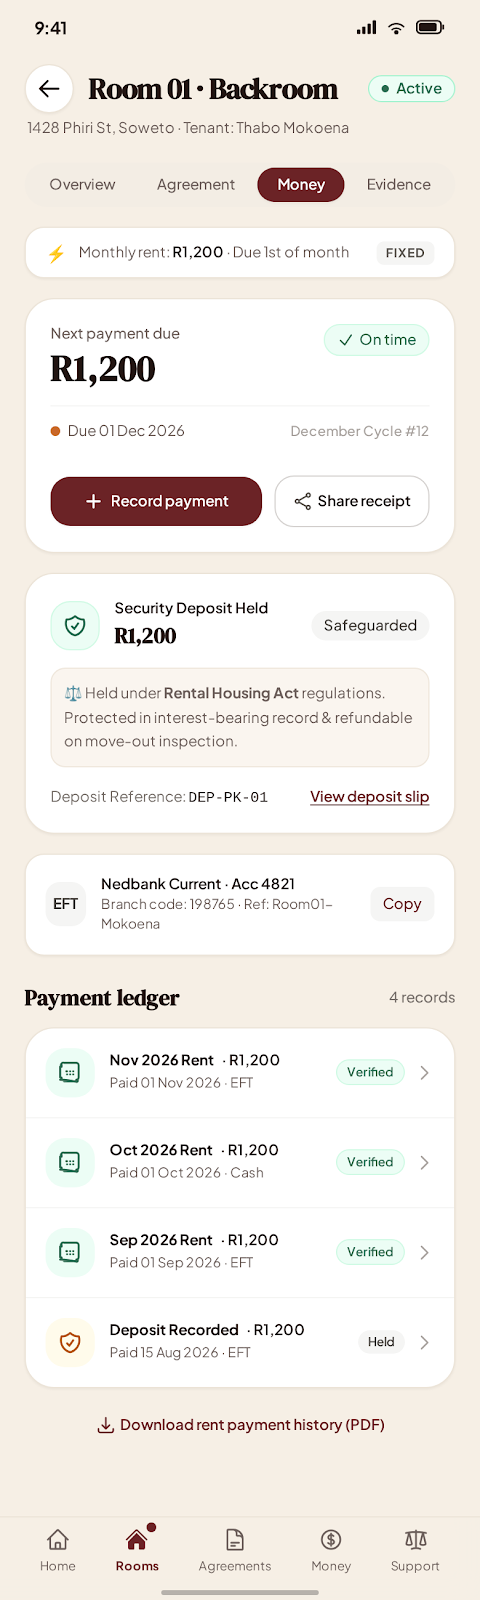 9:41
Room 01 · Backroom
Active
1428 Phiri St, Soweto · Tenant: Thabo Mokoena
Overview
Agreement
Money
Evidence
⚡ Monthly rent: R1,200 · Due 1st of month
FIXED
Next payment due
R1,200
On time
Due 01 Dec 2026
December Cycle #12
Record payment
Share receipt
Security Deposit Held
R1,200
Safeguarded
⚖️ Held under Rental Housing Act regulations.
Protected in interest-bearing record & refundable
on move-out inspection.
Deposit Reference: DEP-PK-01
View deposit slip
EFT
Nedbank Current · Acc 4821
Branch code: 198765 · Ref: Room01-
Mokoena
Copy
Payment ledger
4 records
Nov 2026 Rent · R1,200
Paid 01 Nov 2026 · EFT
Verified
Oct 2026 Rent · R1,200
Paid 01 Oct 2026 · Cash
Verified
Sep 2026 Rent · R1,200
Paid 01 Sep 2026 · EFT
Verified
Deposit Recorded · R1,200
Paid 15 Aug 2026 · EFT
Held
Download rent payment history (PDF)
Home
Rooms
Agreements
Money
Support